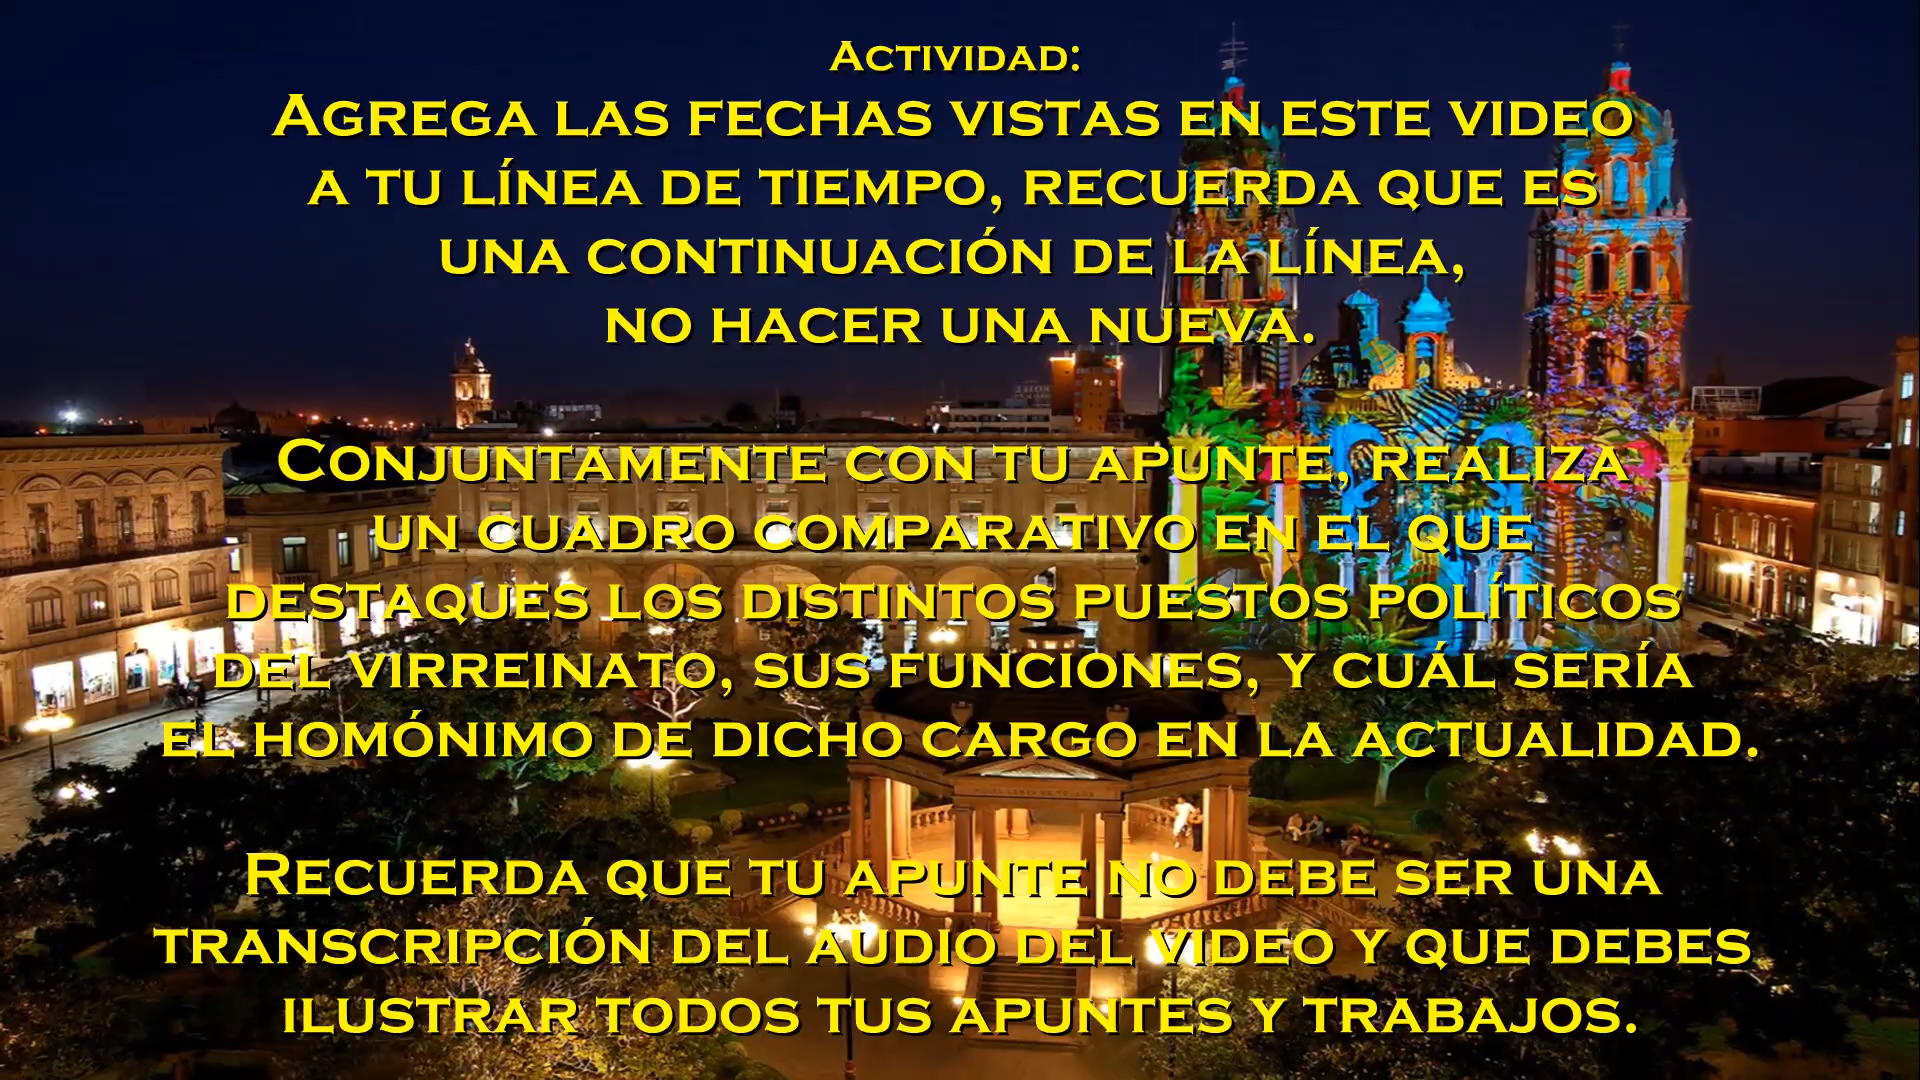 Actividad:
Agrega las fechas vistas en este video
a tu línea de tiempo, recuerda que es
una continuación de la línea,
no hacer una nueva.
Conjuntamente con tu apunte, realiza
un cuadro comparativo en el que
destaques los distintos puestos políticos
del virreinato, sus funciones, y cuál sería
el homónimo de dicho cargo en la actualidad.
Recuerda que tu apunte no debe ser una
transcripción del audio del video y que debes
ilustrar todos tus apuntes y trabajos.